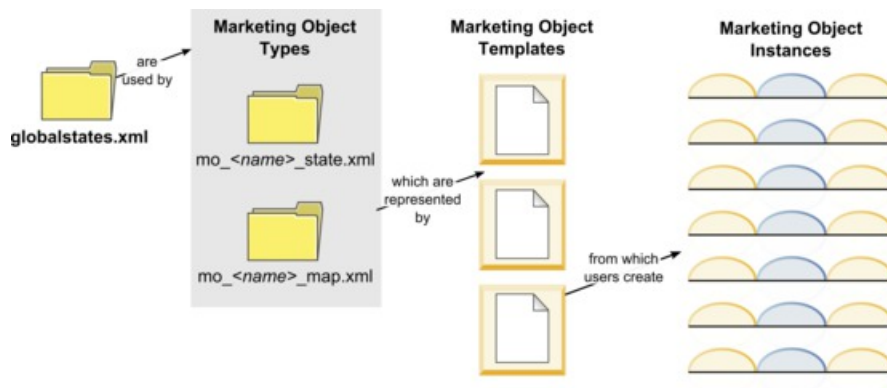 globalstates.xml
are
used by
Marketing Object
Types
mo_<name>_state.xml
mo_<name>_map.xml
which are
represented
by
Marketing Object
Templates
from which
users create
Marketing Object
Instances